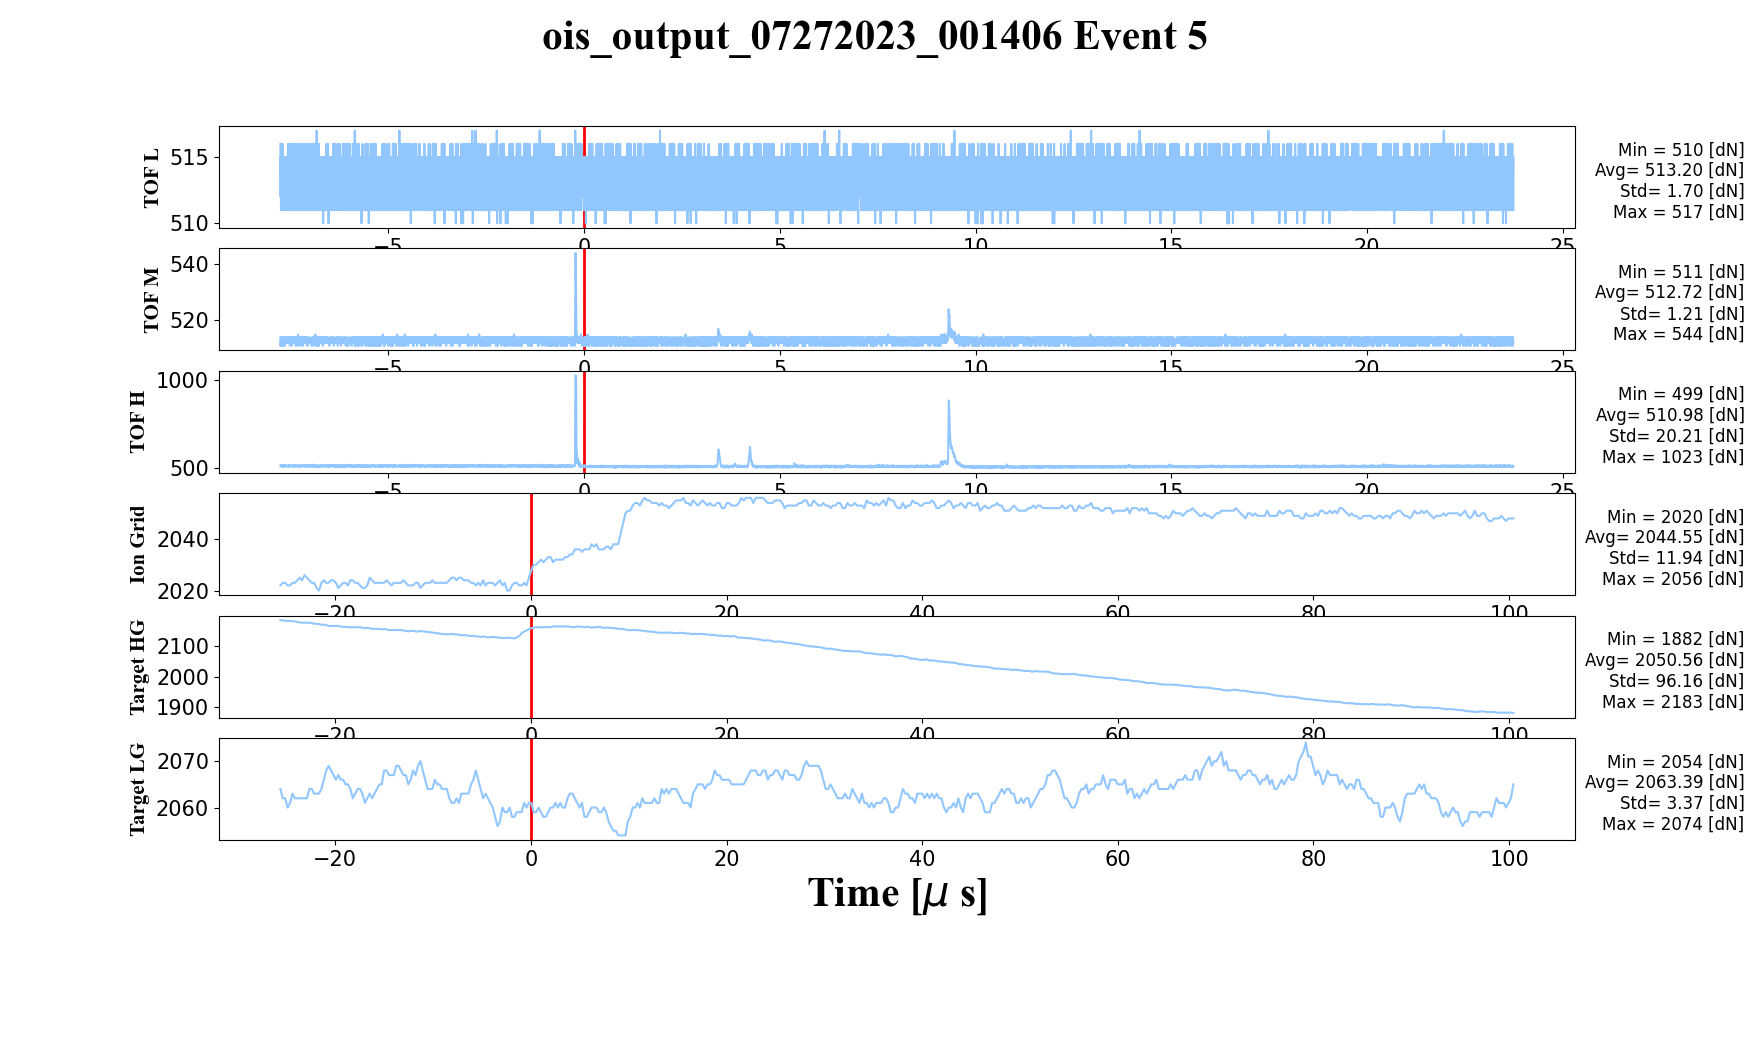 ois_output_07272023_001406 Event 5
TOF L
515
510
−5
0
5
10
15
20
25
Min = 510 [dN]
Avg= 513.20 [dN]
Std= 1.70 [dN]
Max = 517 [dN]
TOF M
540
520
−5
0
5
10
15
20
25
Min = 511 [dN]
Avg= 512.72 [dN]
Std= 1.21 [dN]
Max = 544 [dN]
TOF H
1000
500
−5
0
5
10
15
20
25
Min = 499 [dN]
Avg= 510.98 [dN]
Std= 20.21 [dN]
Max = 1023 [dN]
Ion Grid
2040
2020
−20
0
20
40
60
80
100
Min = 2020 [dN]
Avg= 2044.55 [dN]
Std= 11.94 [dN]
Max = 2056 [dN]
Target HG
2100
2000
1900
−20
0
20
40
60
80
100
Min = 1882 [dN]
Avg= 2050.56 [dN]
Std= 96.16 [dN]
Max = 2183 [dN]
Target LG
2070
2060
−20
0
20
40
60
80
100
Min = 2054 [dN]
Avg= 2063.39 [dN]
Std= 3.37 [dN]
Max = 2074 [dN]
Time [μ s]